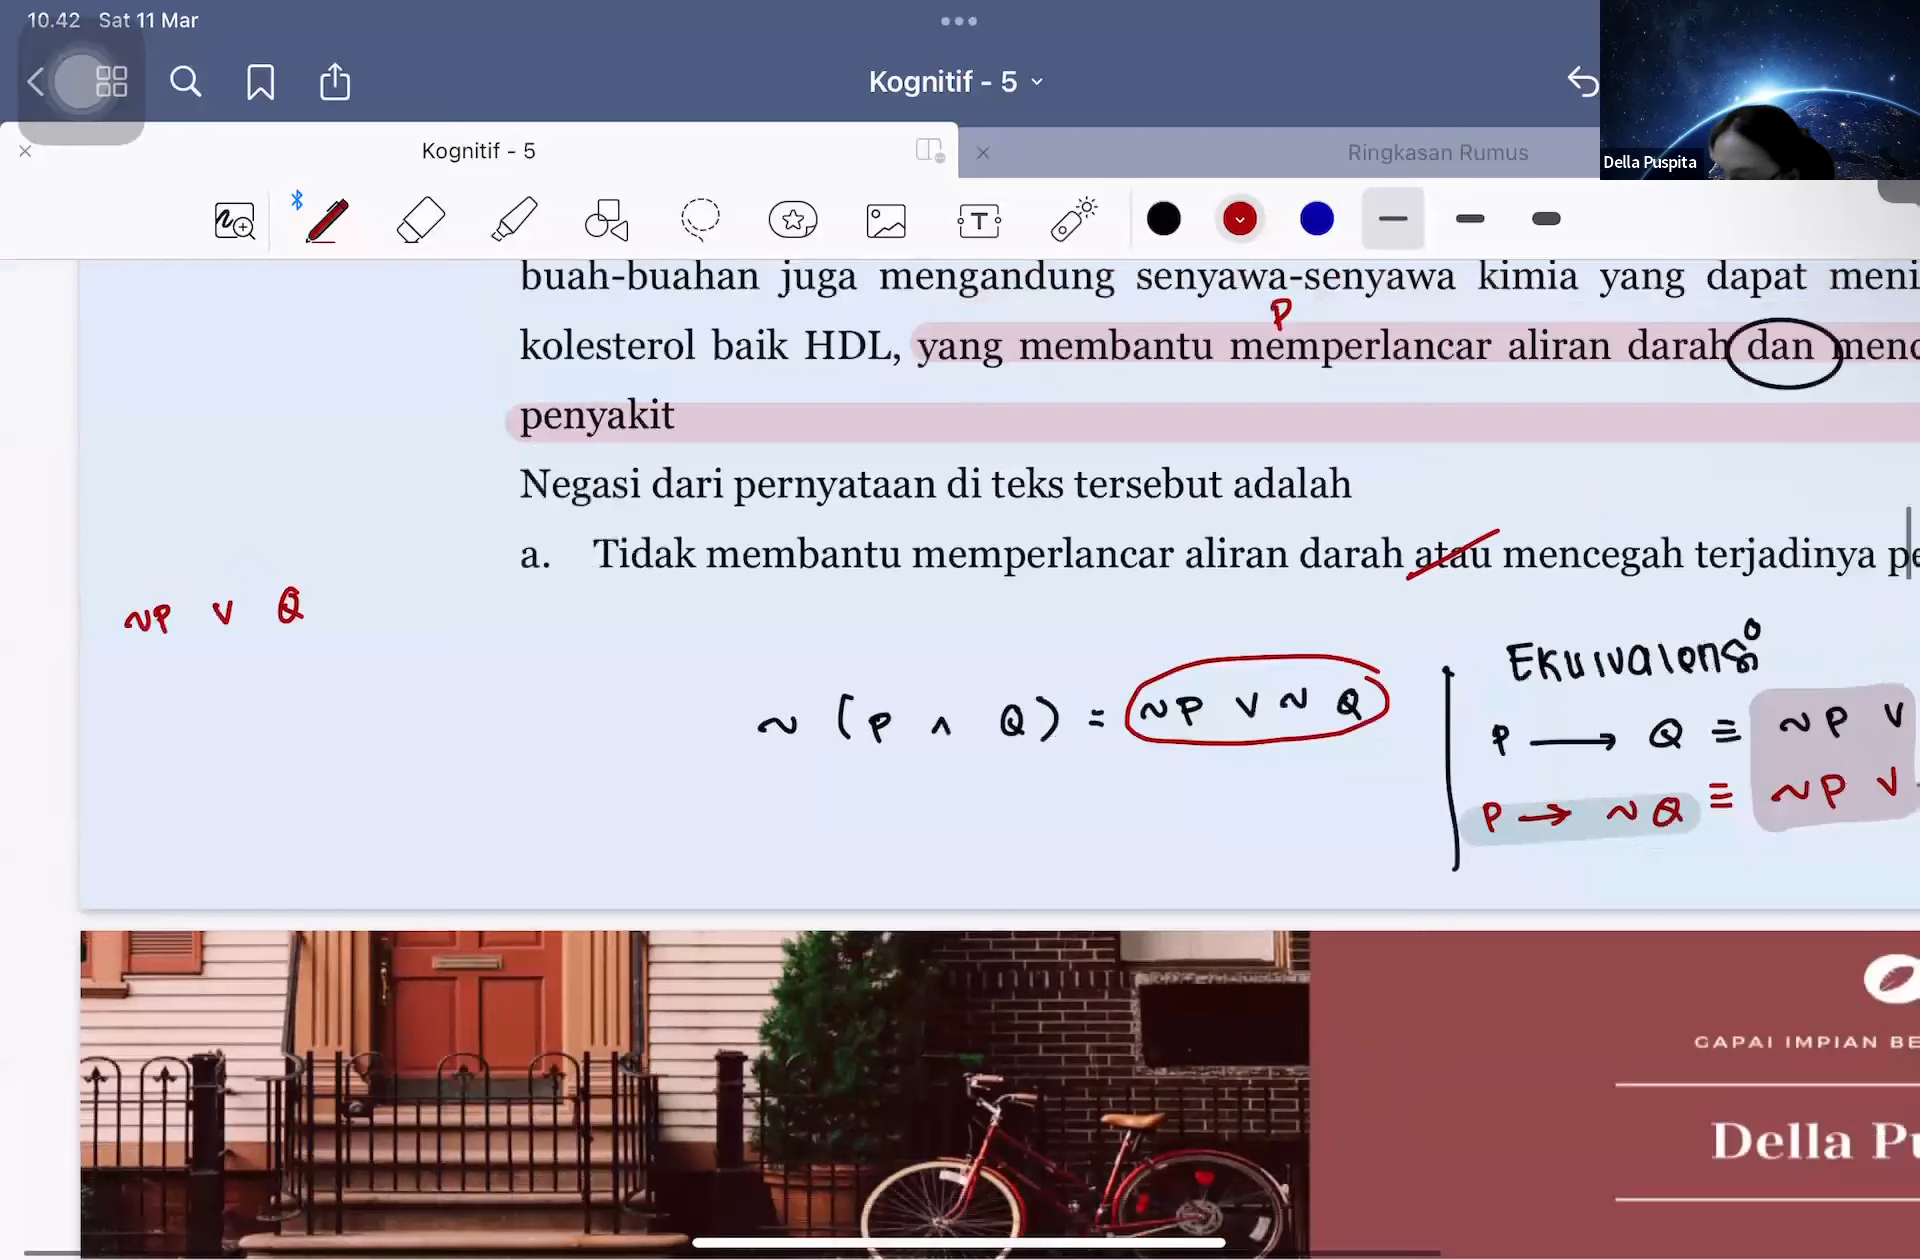 10.42 Sat 11 Mar
Kognitif - 5
Kognitif - 5
Ringkasan Rumus
Della Puspita
T
buah-buahan juga mengandung senyawa-senyawa kimia yang dapat meni
P
kolesterol baik HDL, yang membantu memperlancar aliran darah dan menc
penyakit
Negasi dari pernyataan di teks tersebut adalah
a. Tidak membantu memperlancar aliran darah atau mencegah terjadinya pe
~P ∨ Q
Ekuivalensi
~ (P ∧ Q) = ~P ∨ ~Q
P → Q ≡ ~P ∨
P → ~Q ≡ ~P ∨
GAPAI IMPIAN BE
Della Pu